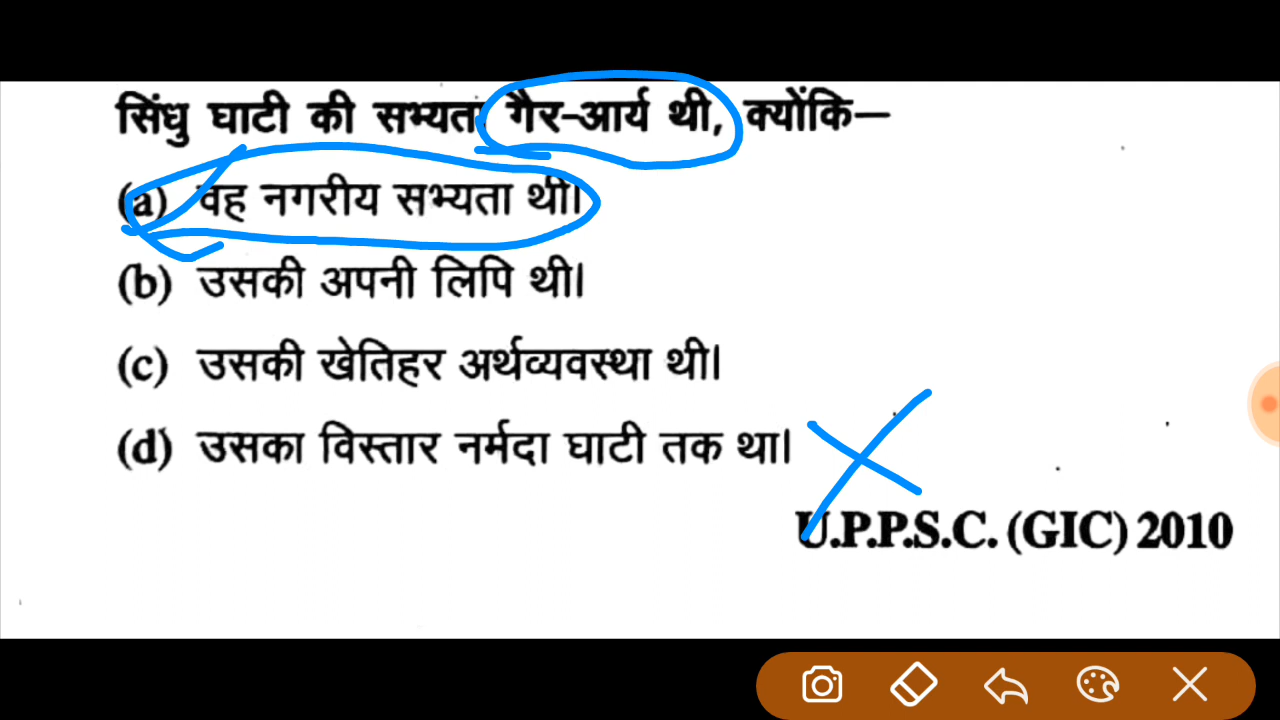 सिंधु घाटी की सभ्यता गैर-आर्य थी, क्योंकि—
(a) वह नगरीय सभ्यता थी।
(b) उसकी अपनी लिपि थी।
(c) उसकी खेतिहर अर्थव्यवस्था थी।
(d) उसका विस्तार नर्मदा घाटी तक था।
U.P.P.S.C. (GIC) 2010